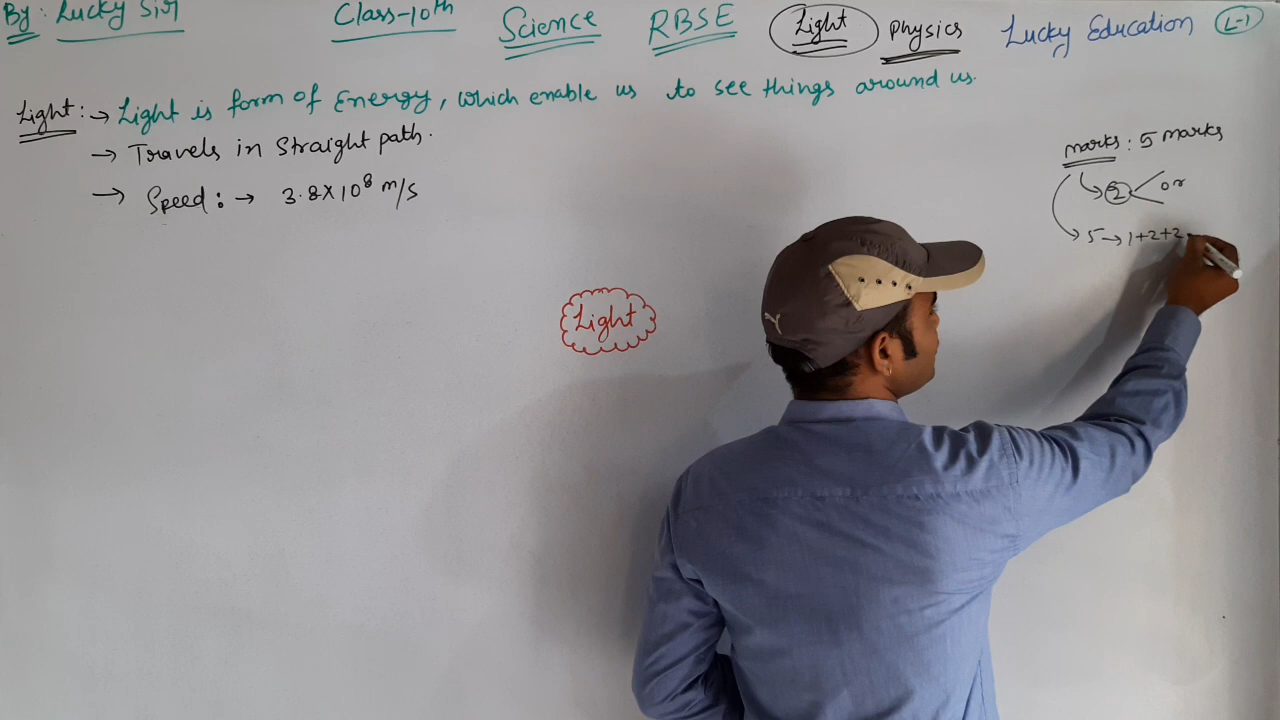 By: Lucky Sir Class-10th Science RBSE Light Physics Lucky Education L-1
Light :→ Light is form of Energy, which enable us to see things around us.
→ Travels in Straight path.
→ Speed :→ 3.8x10⁸ m/s
marks : 5 marks
2 or
5→1+2+2
Light